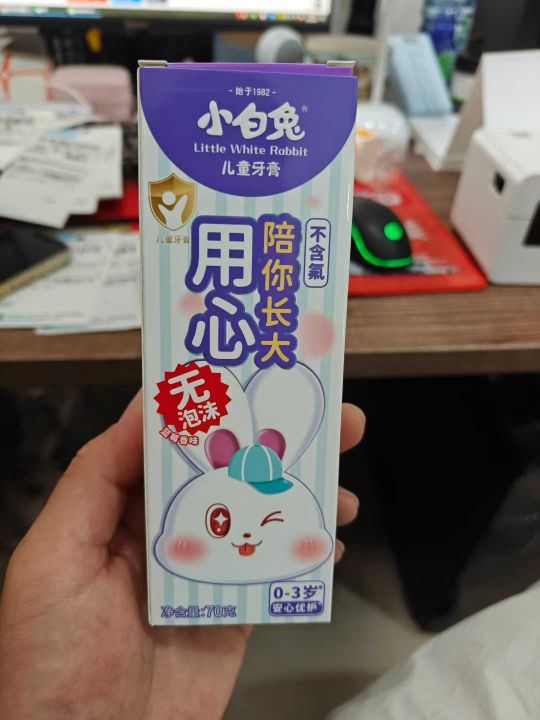 - 始于1982 -
小白兔®
Little White Rabbit
儿童牙膏
儿童牙膏
不含氟
用心
陪你长大
无
泡沫
蓝莓香味
0-3岁*
安心优护
净含量:70克